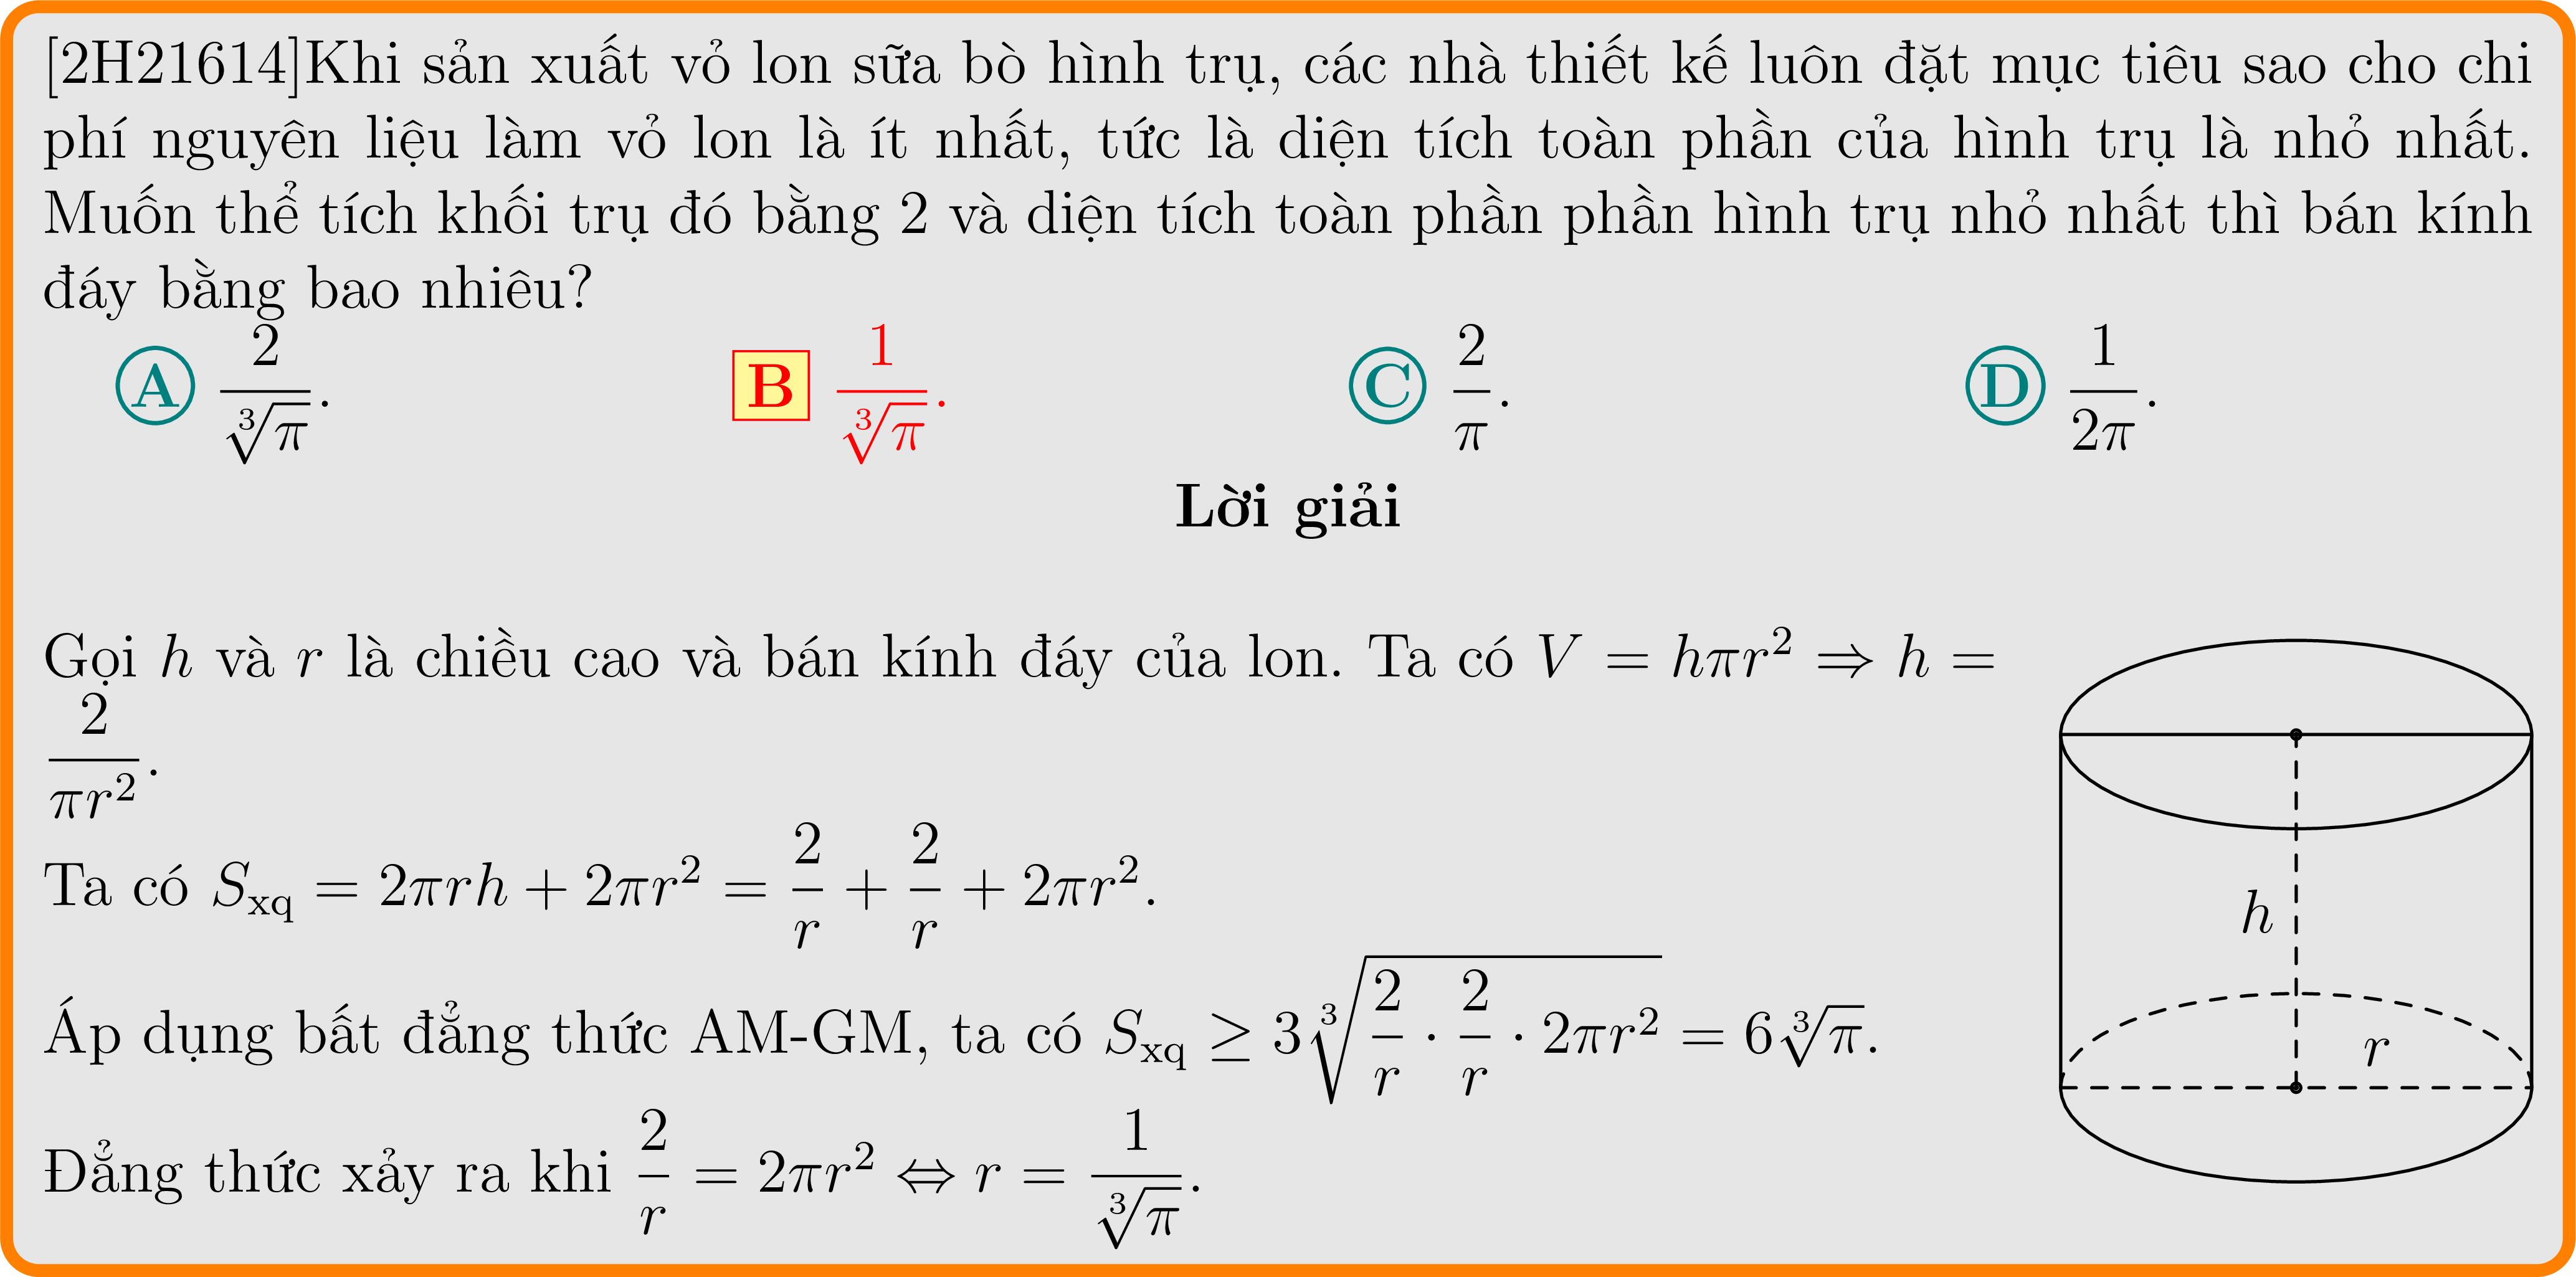 [2H21614]Khi sản xuất vỏ lon sữa bò hình trụ, các nhà thiết kế luôn đặt mục tiêu sao cho chi
phí nguyên liệu làm vỏ lon là ít nhất, tức là diện tích toàn phần của hình trụ là nhỏ nhất.
Muốn thể tích khối trụ đó bằng 2 và diện tích toàn phần phần hình trụ nhỏ nhất thì bán kính
đáy bằng bao nhiêu?
A $\frac{2}{\sqrt[3]{\pi}}$. B $\frac{1}{\sqrt[3]{\pi}}$. C $\frac{2}{\pi}$. D $\frac{1}{2\pi}$.
Lời giải
Gọi $h$ và $r$ là chiều cao và bán kính đáy của lon. Ta có $V = h\pi r^2 \Rightarrow h =$
$\frac{2}{\pi r^2}$.
Ta có $S_{\text{xq}} = 2\pi rh + 2\pi r^2 = \frac{2}{r} + \frac{2}{r} + 2\pi r^2$.
Áp dụng bất đẳng thức AM-GM, ta có $S_{\text{xq}} \geq 3\sqrt[3]{\frac{2}{r} \cdot \frac{2}{r} \cdot 2\pi r^2} = 6\sqrt[3]{\pi}$.
Đẳng thức xảy ra khi $\frac{2}{r} = 2\pi r^2 \Leftrightarrow r = \frac{1}{\sqrt[3]{\pi}}$.
$h$
$r$